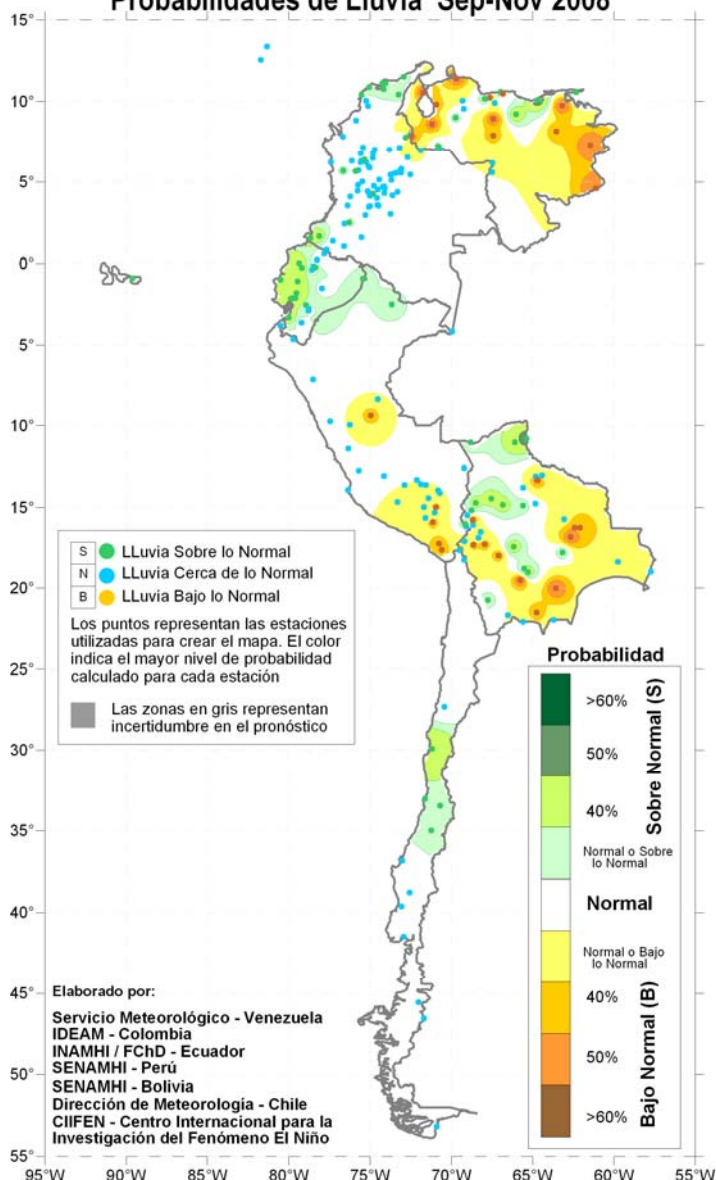 Probabilidades de Lluvia Sep-Nov 2008
15°
10°
5°
0°
5°
10°
15°
20°
25°
30°
35°
40°
45°
50°
55°
95°W
90°W
85°W
80°W
75°W
70°W
65°W
60°W
55°W
S LLuvia Sobre lo Normal
N LLuvia Cerca de lo Normal
B LLuvia Bajo lo Normal
Los puntos representan las estaciones
utilizadas para crear el mapa. El color
indica el mayor nivel de probabilidad
calculado para cada estación
Las zonas en gris representan
incertidumbre en el pronóstico
Probabilidad
>60%
50%
40%
Sobre Normal (S)
Normal o Sobre
lo Normal
Normal
Normal o Bajo
lo Normal
40%
50%
>60%
Bajo Normal (B)
Elaborado por:
Servicio Meteorológico - Venezuela
IDEAM - Colombia
INAMHI / FChD - Ecuador
SENAMHI - Perú
SENAMHI - Bolivia
Dirección de Meteorología - Chile
CIIFEN - Centro Internacional para la
Investigación del Fenómeno El Niño